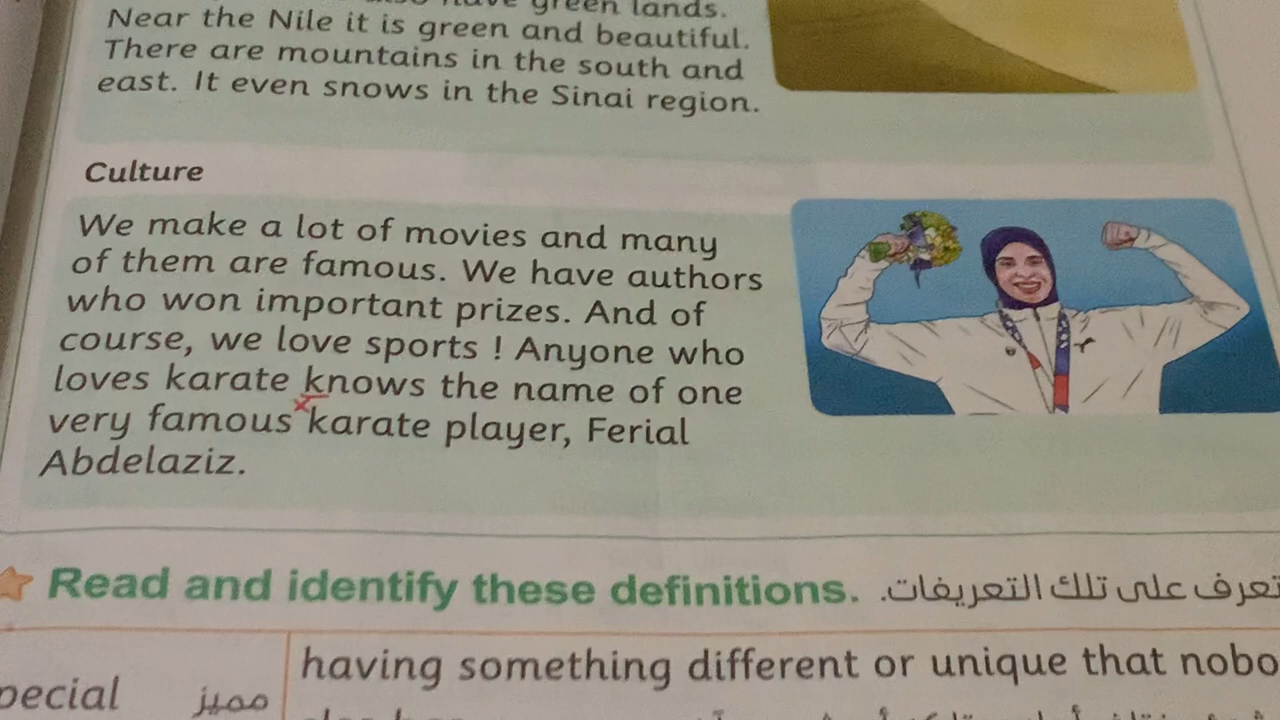 green lands.
Near the Nile it is green and beautiful.
There are mountains in the south and
east. It even snows in the Sinai region.
Culture
We make a lot of movies and many
of them are famous. We have authors
who won important prizes. And of
course, we love sports ! Anyone who
loves karate knows the name of one
very famous karate player, Ferial
Abdelaziz.
Read and identify these definitions. تعرف على تلك التعريفات.
having something different or unique that
مميز